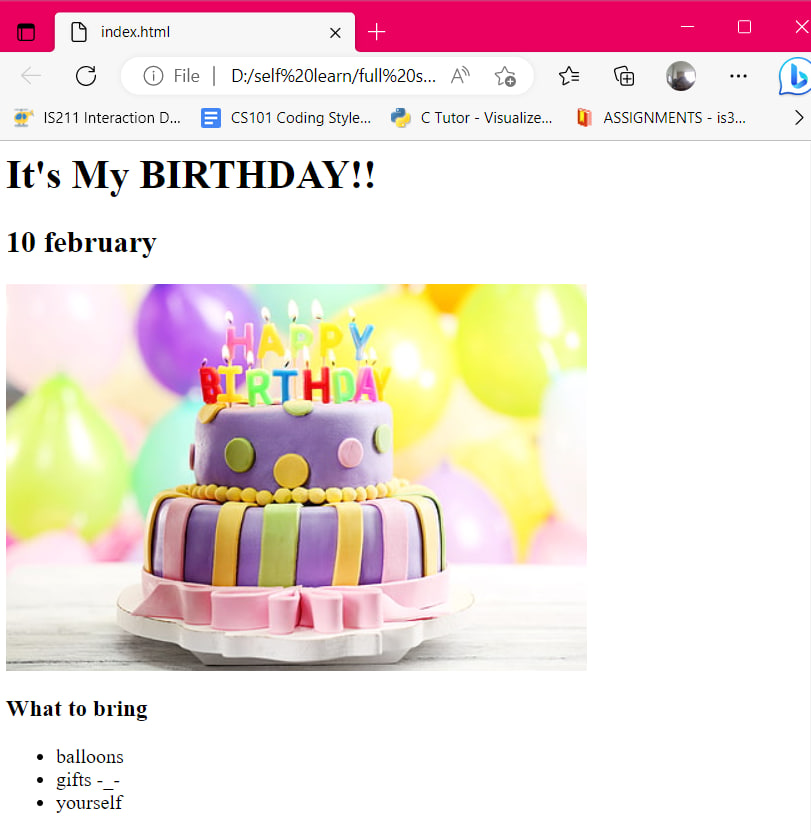 index.html
File | D:/self%20learn/full%20s...
IS211 Interaction D... CS101 Coding Style... C Tutor - Visualize... ASSIGNMENTS - is3...
It's My BIRTHDAY!!
10 february
HAPPY
BIRTHDAY
What to bring
• balloons
• gifts -_-
• yourself